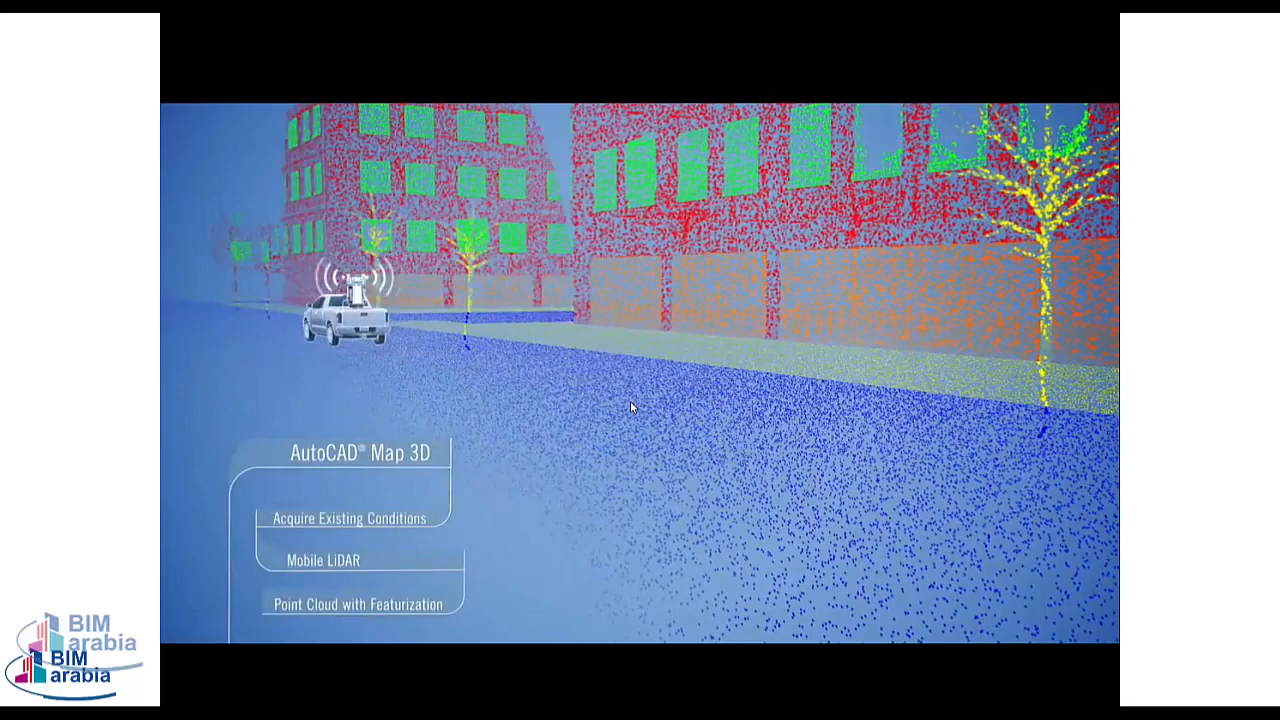 AutoCAD® Map 3D
Acquire Existing Conditions
Mobile LiDAR
Point Cloud with Featurization
BIM
arabia
BIM
arabia